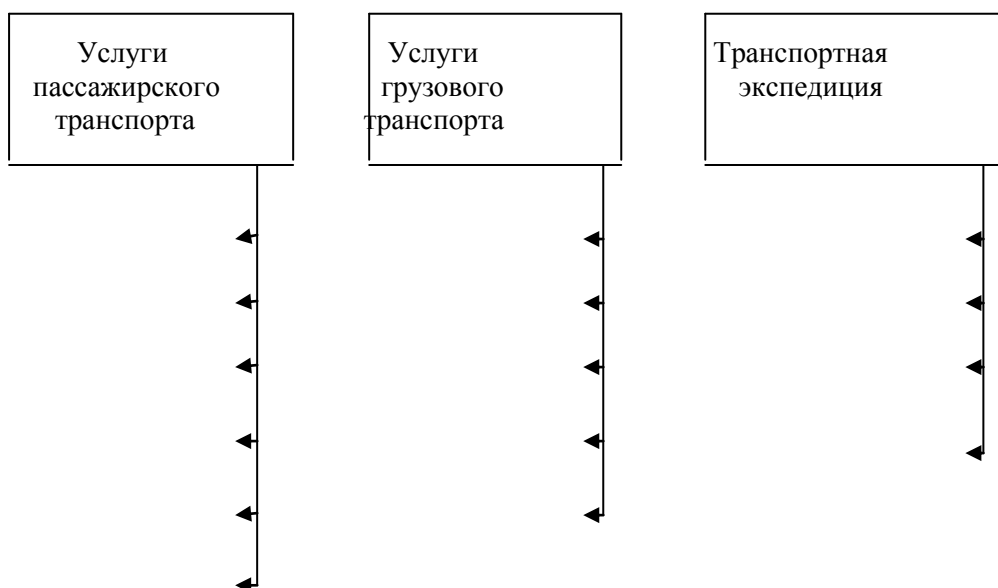 Услуги
пассажирского
транспорта
Услуги
грузового
транспорта
Транспортная
экспедиция